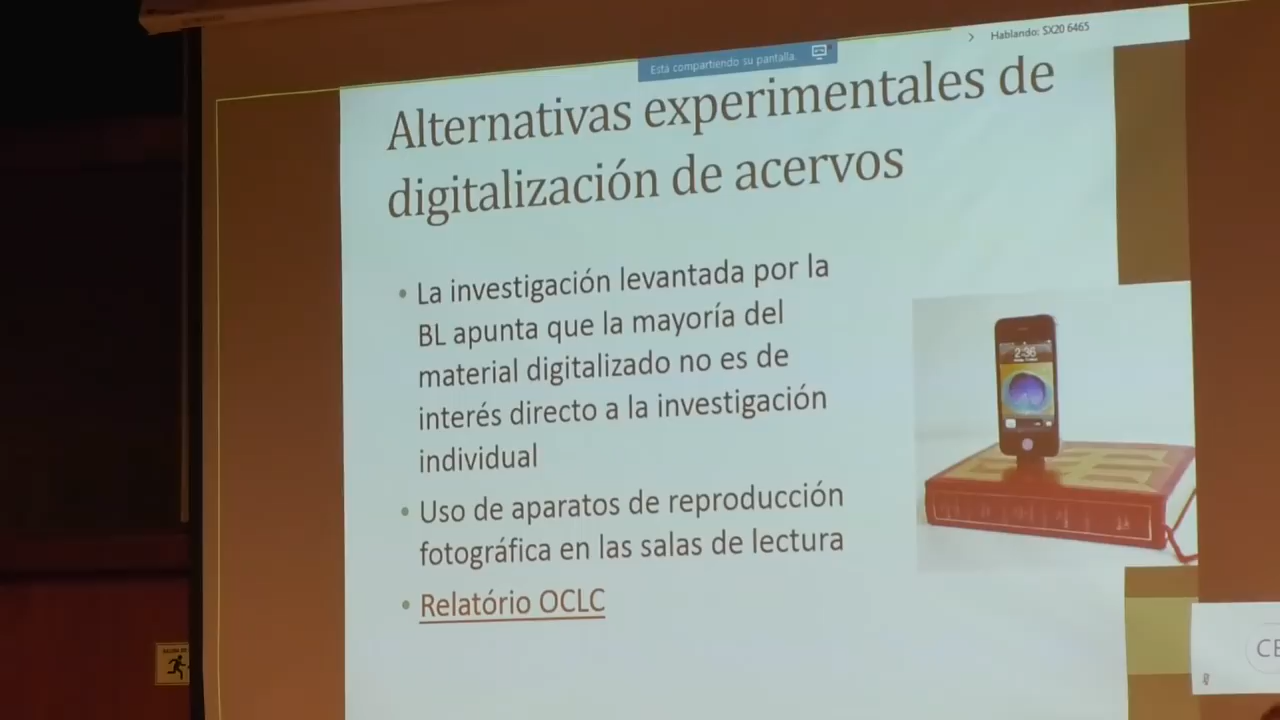 Hablando: SX20 6465
Está compartiendo su pantalla.
Alternativas experimentales de
digitalización de acervos
• La investigación levantada por la
BL apunta que la mayoría del
material digitalizado no es de
interés directo a la investigación
individual
• Uso de aparatos de reproducción
fotográfica en las salas de lectura
• Relatório OCLC
2:36
CE